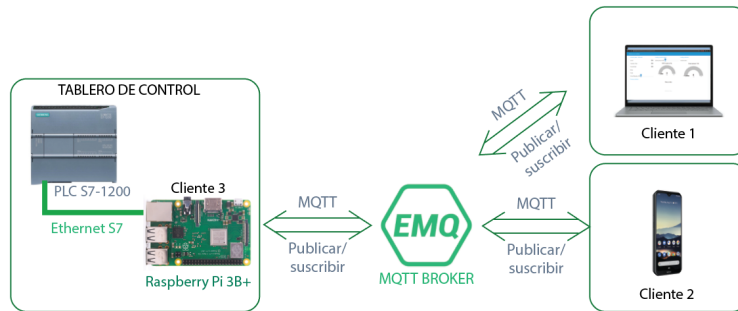 TABLERO DE CONTROL
PLC S7-1200
Ethernet S7
Cliente 3
Raspberry Pi 3B+
MQTT
Publicar/
suscribir
EMQ
MQTT BROKER
MQTT
Publicar/
suscribir
Cliente 1
MQTT
Publicar/
suscribir
Cliente 2